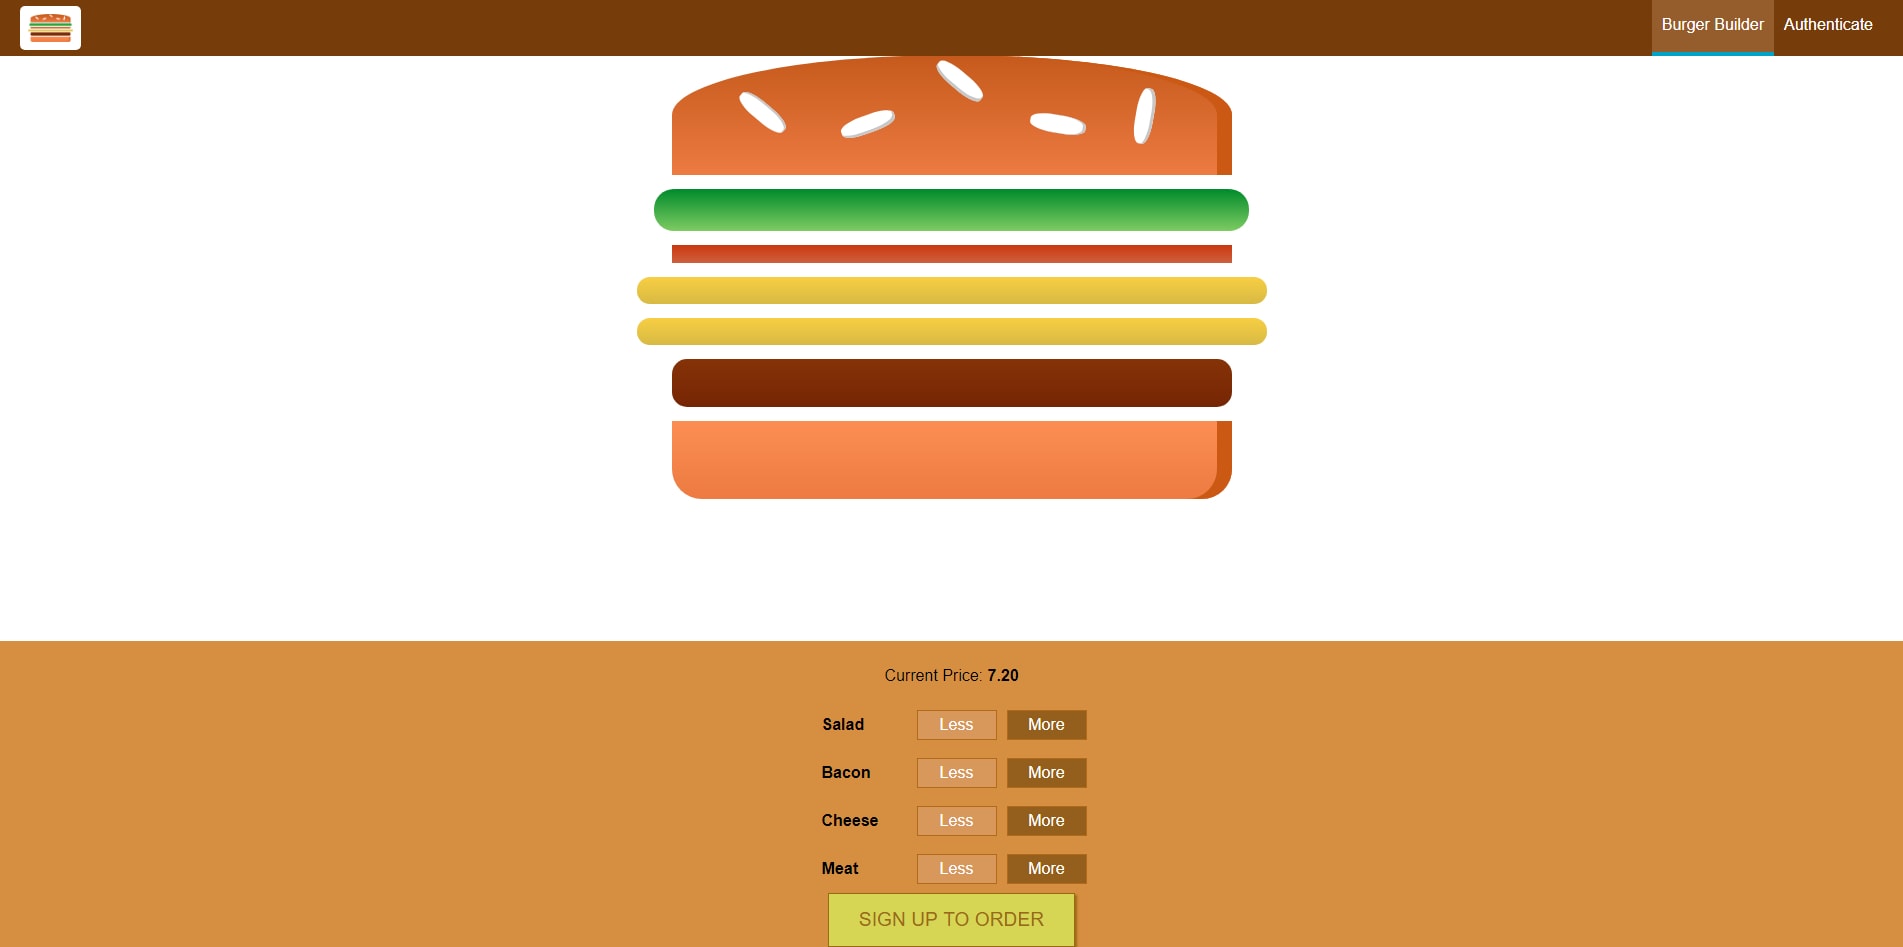 Burger Builder Authenticate
Current Price: 7.20
Salad Less More
Bacon Less More
Cheese Less More
Meat Less More
SIGN UP TO ORDER